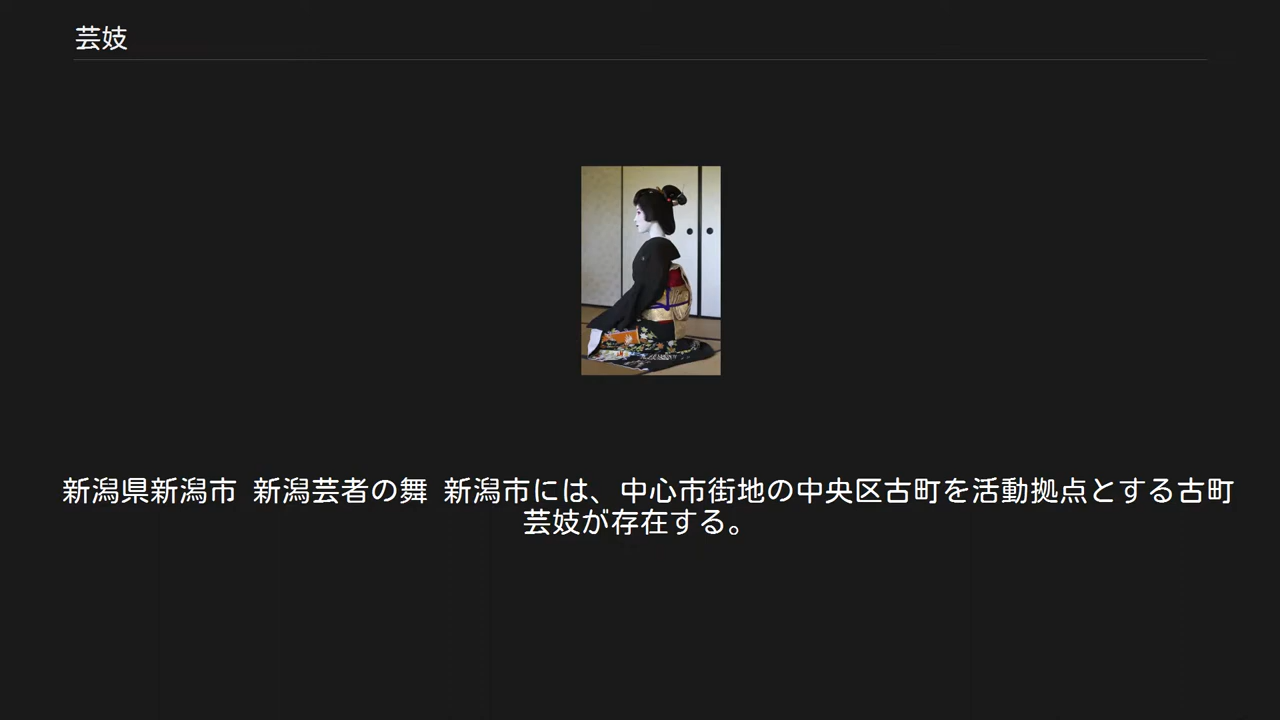 芸妓
新潟県新潟市 新潟芸者の舞 新潟市には、中心市街地の中央区古町を活動拠点とする古町
芸妓が存在する。